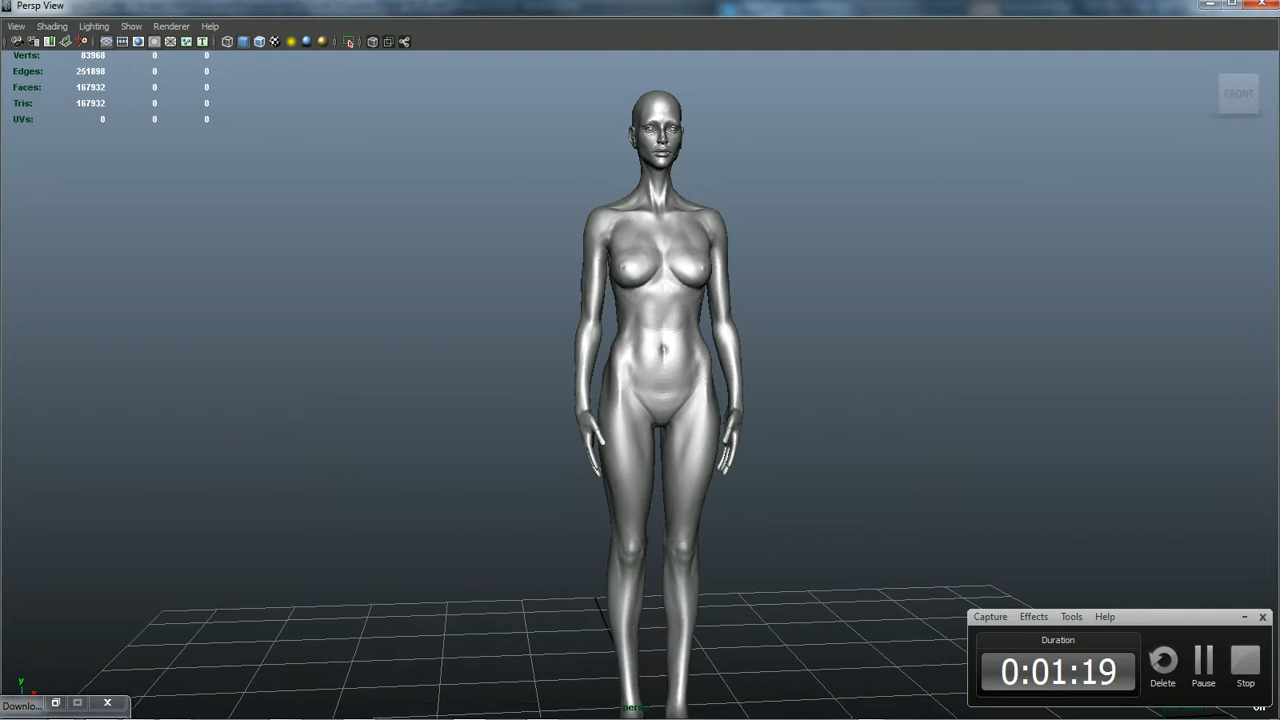 Persp View
View Shading Lighting Show Renderer Help
Verts: 83968 0 0
Edges: 251898 0 0
Faces: 167932 0 0
Tris: 167932 0 0
UVs: 0 0 0
FRONT
Capture Effects Tools Help
Duration
0:01:19
Delete Pause Stop
y
Downlo...
persp